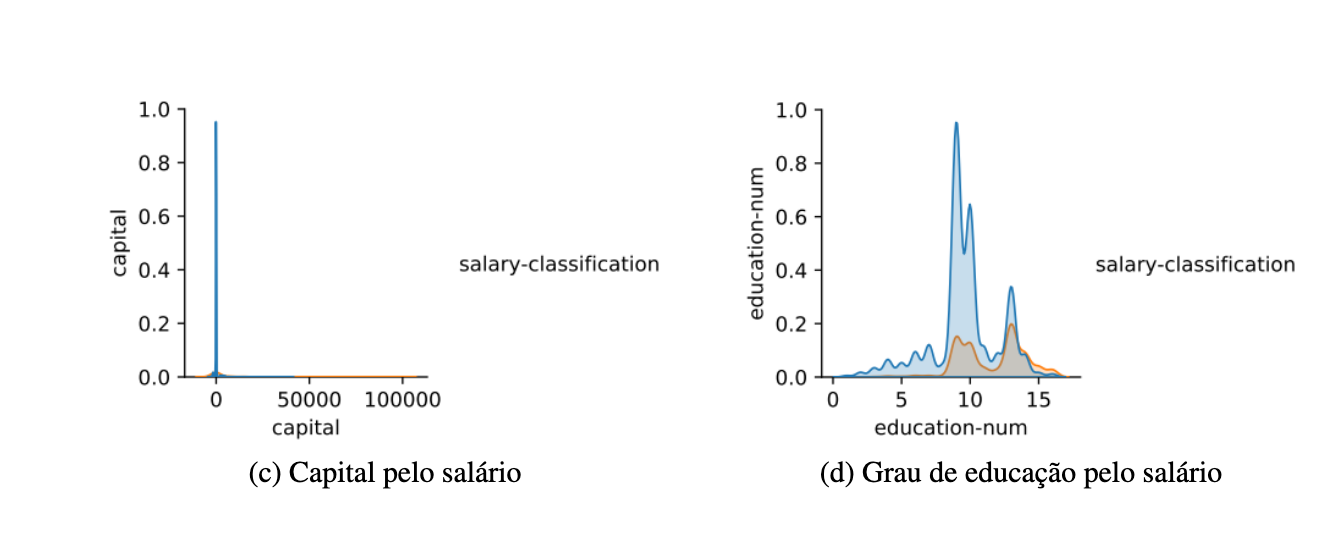 1.0
0.8
0.6
0.4
0.2
0.0
capital
0 50000 100000
capital
salary-classification
(c) Capital pelo salário
1.0
0.8
0.6
0.4
0.2
0.0
education-num
0 5 10 15
education-num
salary-classification
(d) Grau de educação pelo salário